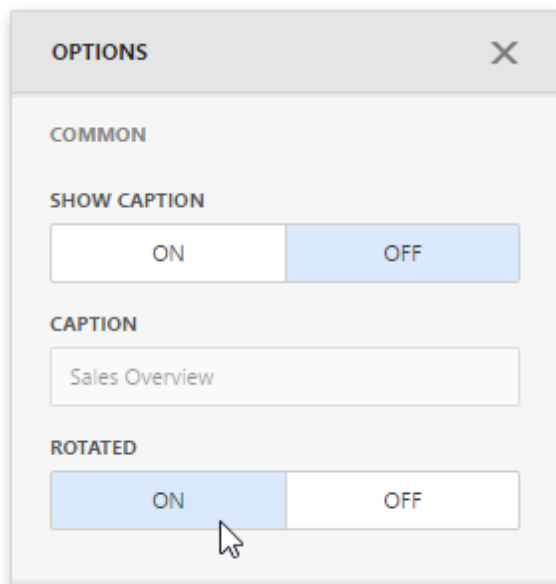 OPTIONS
COMMON
SHOW CAPTION
ON OFF
CAPTION
Sales Overview
ROTATED
ON OFF